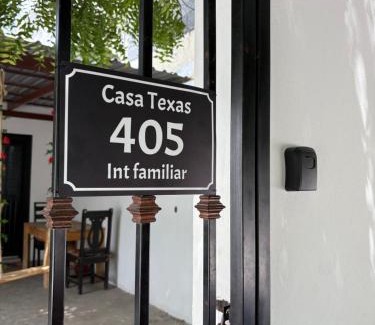 Casa Texas
405
Int familiar